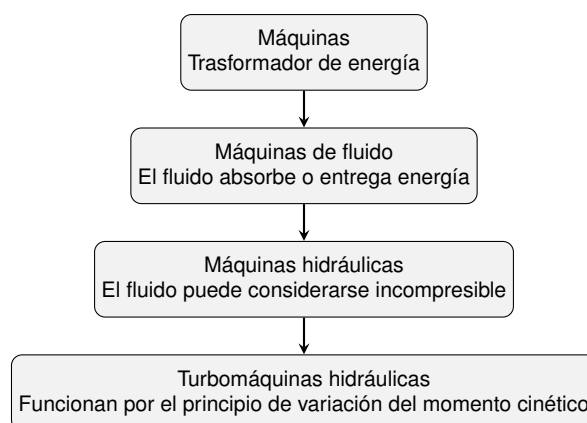 Máquinas
Trasformador de energía
Máquinas de fluido
El fluido absorbe o entrega energía
Máquinas hidráulicas
El fluido puede considerarse incompresible
Turbomáquinas hidráulicas
Funcionan por el principio de variación del momento cinético